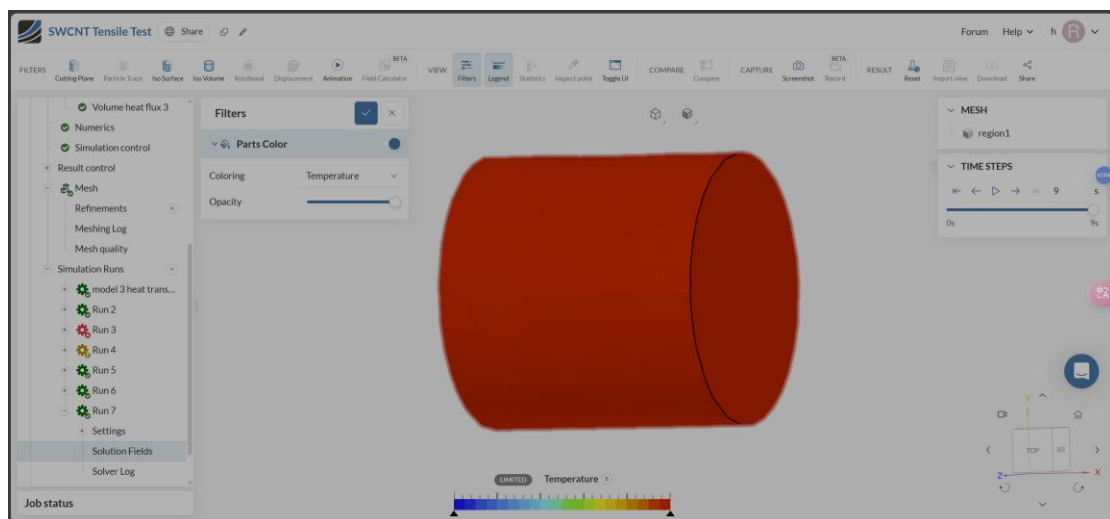 SWCNT Tensile Test Share Forum Help h R
FILTERS Cutting Plane Particle Trace Iso Surface Iso Volume Rotational Displacement Animation BETA Field Calculator VIEW Filters Legend Statistics Inspect point Toggle UI COMPARE Compare CAPTURE Screenshot BETA Record RESULT Reset Import view Download Share
Volume heat flux 3
Numerics
Simulation control
Result control
Mesh
Refinements
Meshing Log
Mesh quality
Simulation Runs
model 3 heat trans...
Run 2
Run 3
Run 4
Run 5
Run 6
Run 7
Settings
Solution Fields
Solver Log
Job status
Filters
Parts Color
Coloring Temperature
Opacity
MESH
region1
TIME STEPS
9 s
0s 9s
Y
TOP
Z X
LIMITED Temperature